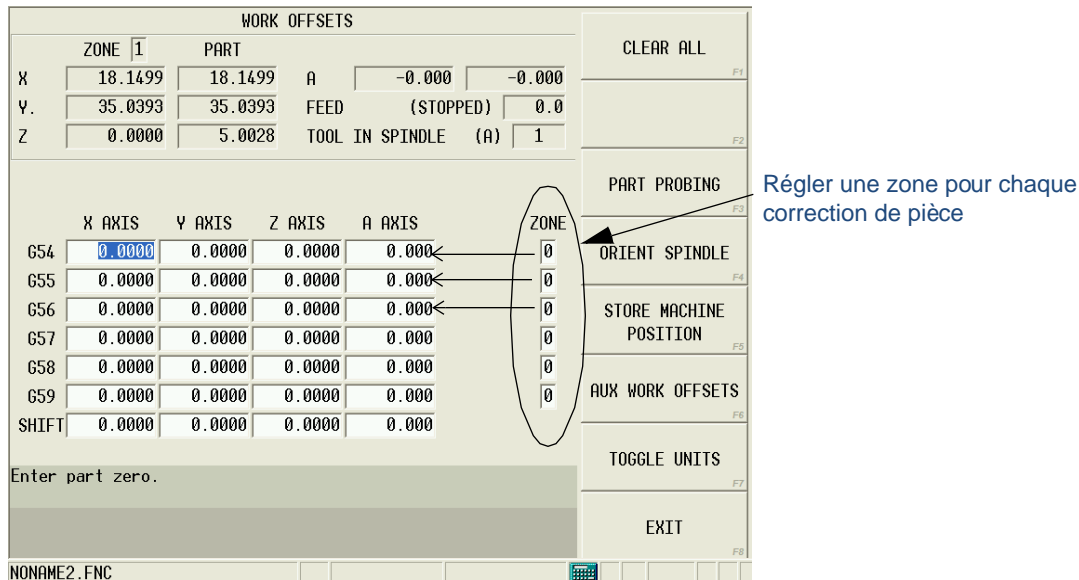 WORK OFFSETS
ZONE 1 PART
X 18.1499 18.1499 A -0.000 -0.000
Y. 35.0393 35.0393 FEED (STOPPED) 0.0
Z 0.0000 5.0028 TOOL IN SPINDLE (A) 1
X AXIS Y AXIS Z AXIS A AXIS ZONE
G54 0.0000 0.0000 0.0000 0.000 0
G55 0.0000 0.0000 0.0000 0.000 0
G56 0.0000 0.0000 0.0000 0.000 0
G57 0.0000 0.0000 0.0000 0.000 0
G58 0.0000 0.0000 0.0000 0.000 0
G59 0.0000 0.0000 0.0000 0.000 0
SHIFT 0.0000 0.0000 0.0000 0.000
Enter part zero.
NONAME2.FNC
CLEAR ALL
F1
F2
PART PROBING
F3
ORIENT SPINDLE
F4
STORE MACHINE
POSITION
F5
AUX WORK OFFSETS
F6
TOGGLE UNITS
F7
EXIT
F8
Régler une zone pour chaque
correction de pièce